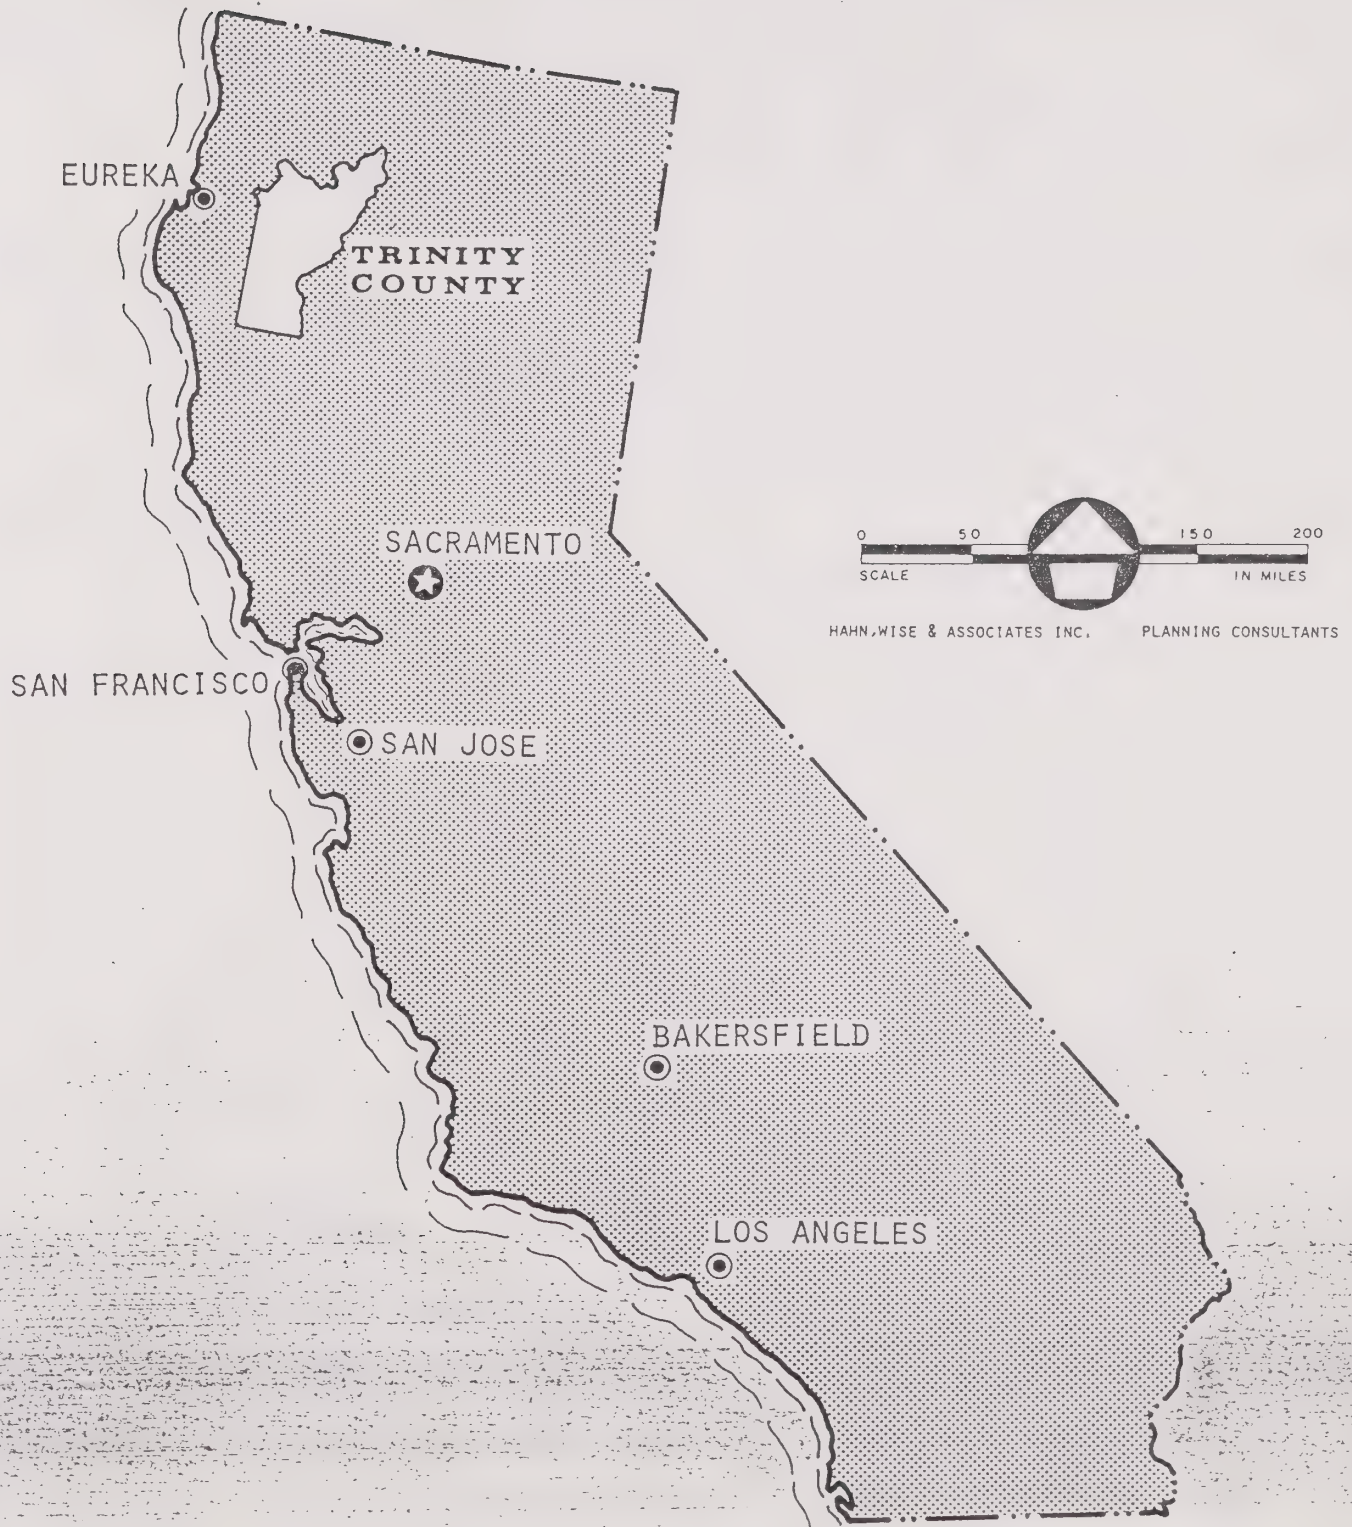 EUREKA
TRINITY
COUNTY
SACRAMENTO
0 50 150 200
SCALE IN MILES
HAHN,WISE & ASSOCIATES INC. PLANNING CONSULTANTS
SAN FRANCISCO
SAN JOSE
BAKERSFIELD
LOS ANGELES